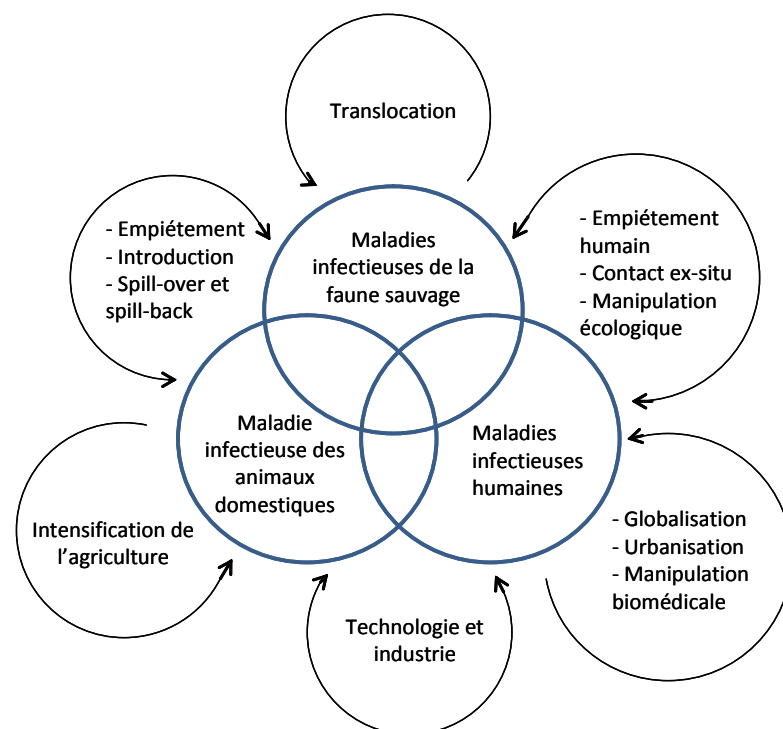 Translocation
- Empiétement
- Introduction
- Spill-over et
spill-back
Maladies
infectieuses de la
faune sauvage
- Empiétement
humain
- Contact ex-situ
- Manipulation
écologique
Maladie
infectieuse des
animaux
domestiques
Maladies
infectieuses
humaines
Intensification de
l’agriculture
- Globalisation
- Urbanisation
- Manipulation
biomédicale
Technologie et
industrie